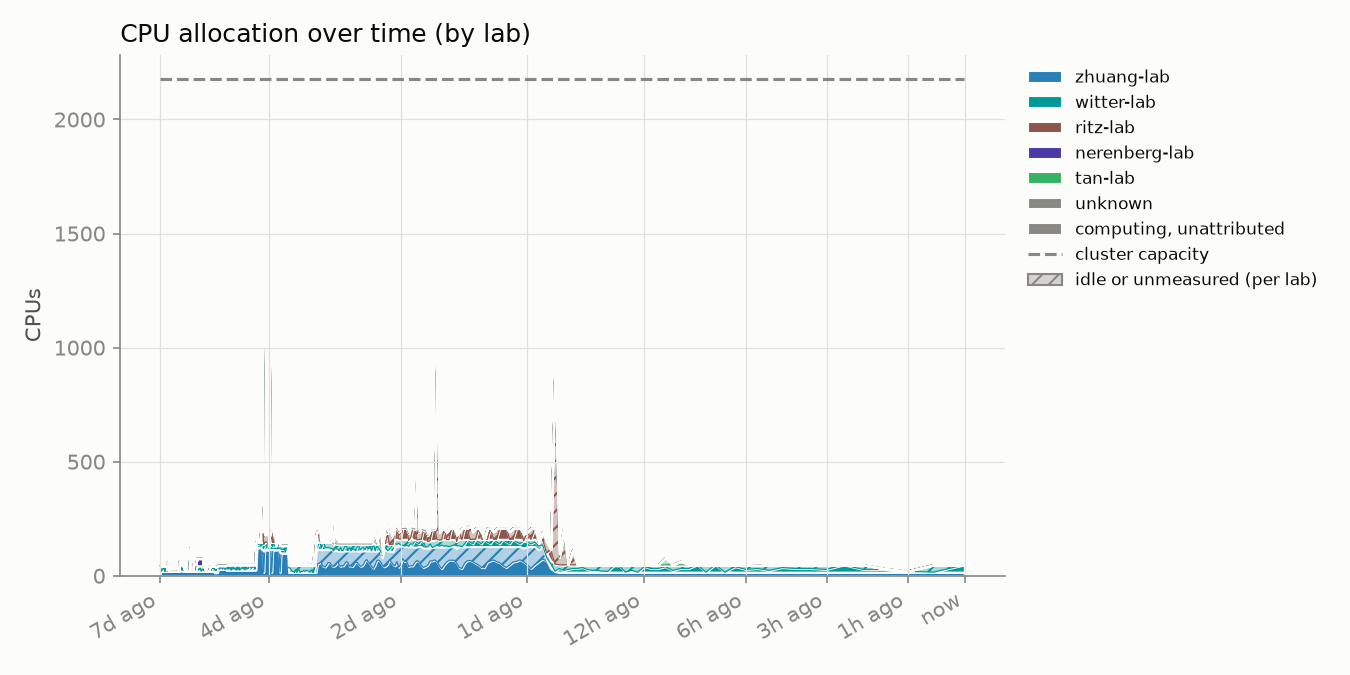 CPU allocation over time (by lab)
CPUs
2000
1500
1000
500
0
7d ago
4d ago
2d ago
1d ago
12h ago
6h ago
3h ago
1h ago
now
zhuang-lab
witter-lab
ritz-lab
nerenberg-lab
tan-lab
unknown
computing, unattributed
cluster capacity
idle or unmeasured (per lab)